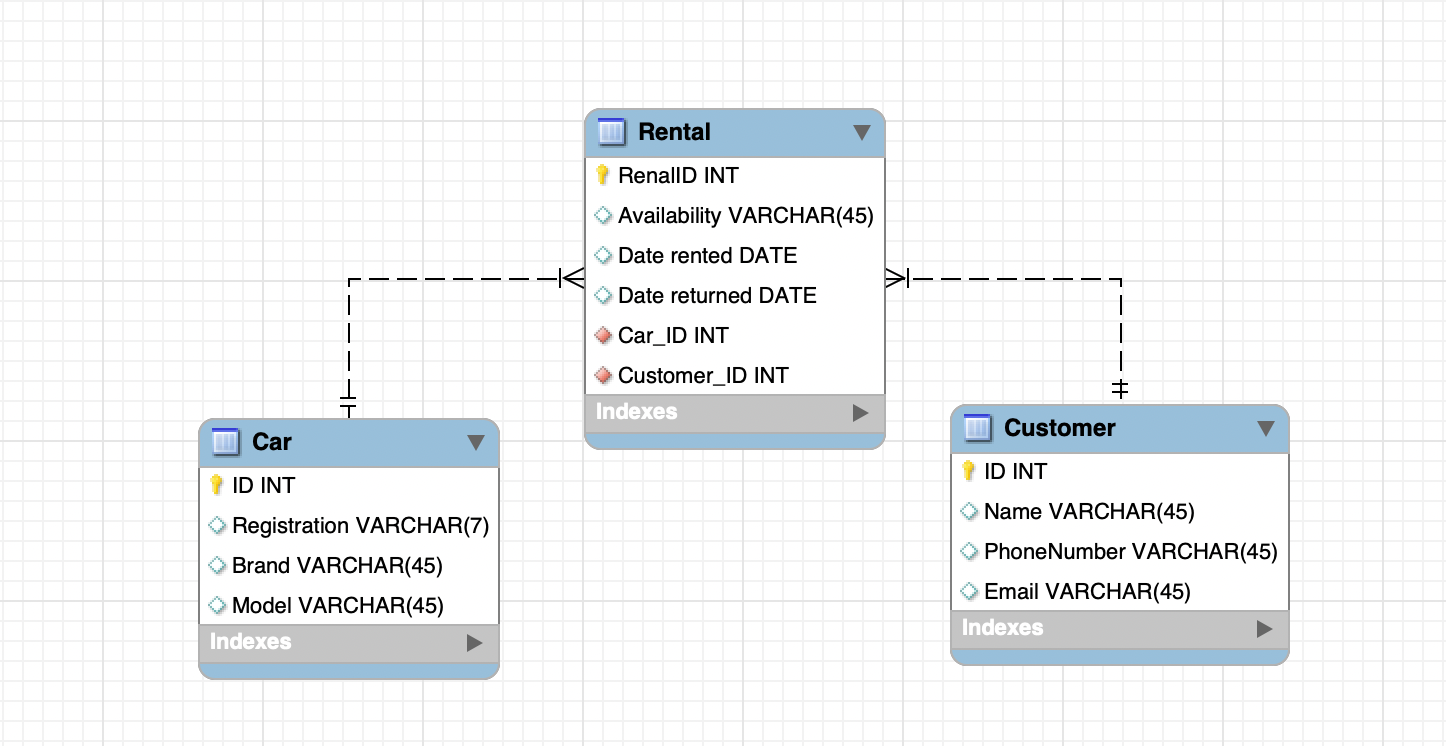 Rental
RenalID INT
Availability VARCHAR(45)
Date rented DATE
Date returned DATE
Car_ID INT
Customer_ID INT
Indexes
Car
ID INT
Registration VARCHAR(7)
Brand VARCHAR(45)
Model VARCHAR(45)
Indexes
Customer
ID INT
Name VARCHAR(45)
PhoneNumber VARCHAR(45)
Email VARCHAR(45)
Indexes